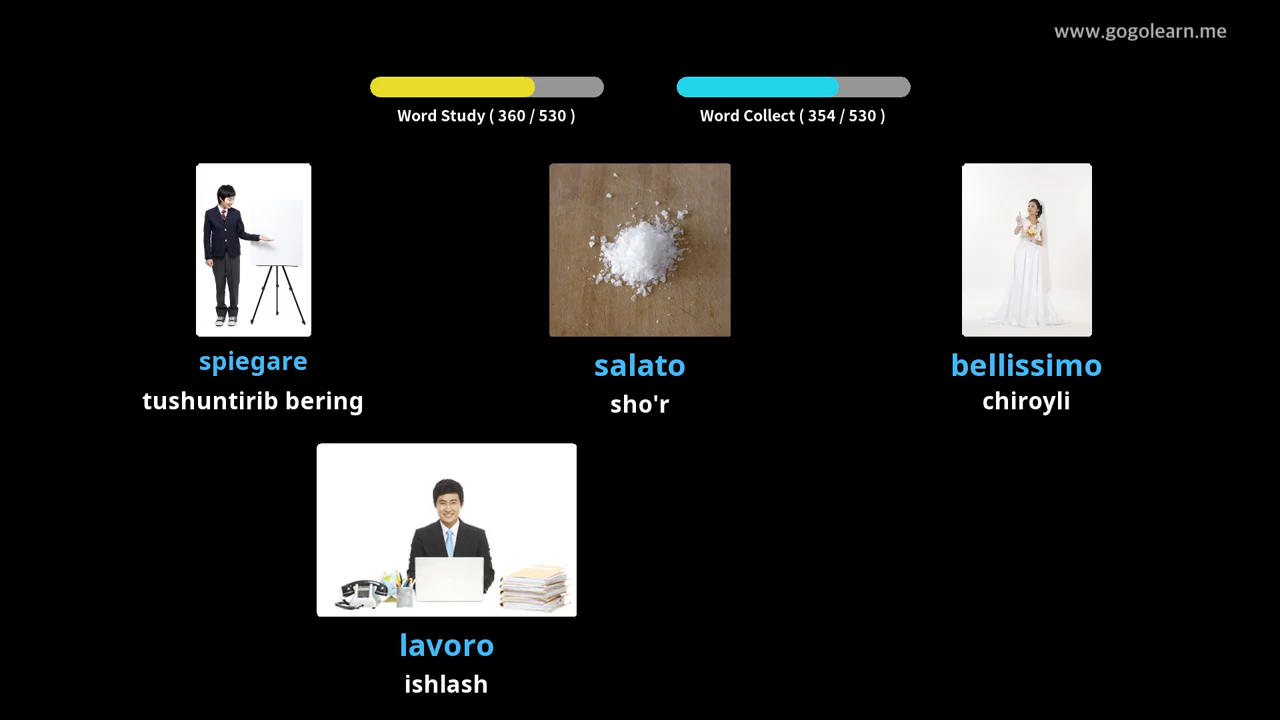 www.gogolearn.me
Word Study ( 360 / 530 )
Word Collect ( 354 / 530 )
spiegare
tushuntirib bering
salato
sho'r
bellissimo
chiroyli
lavoro
ishlash